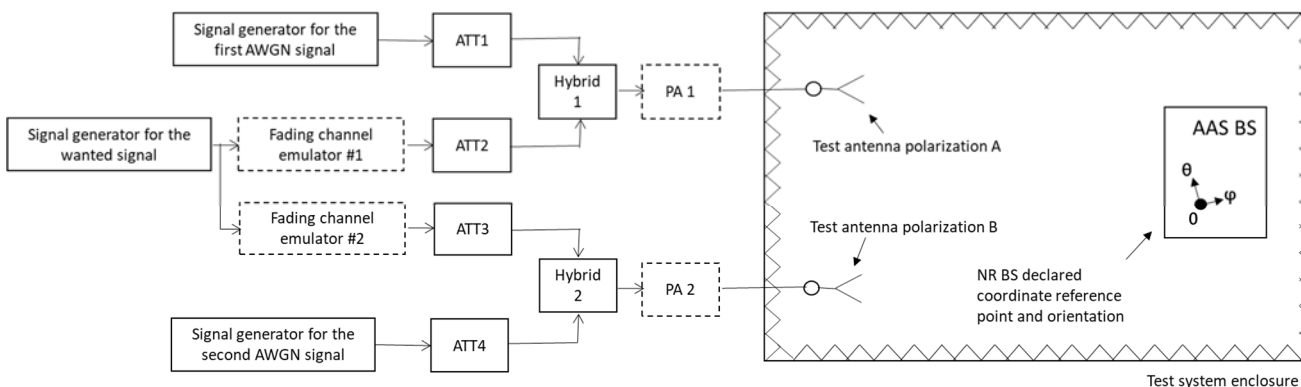 Signal generator for the
first AWGN signal
ATT1
Hybrid
1
PA 1
Signal generator for the
wanted signal
Fading channel
emulator #1
ATT2
Test antenna polarization A
AAS BS
θ
φ
0
Fading channel
emulator #2
ATT3
Hybrid
2
PA 2
Test antenna polarization B
NR BS declared
coordinate reference
point and orientation
Signal generator for the
second AWGN signal
ATT4
Test system enclosure